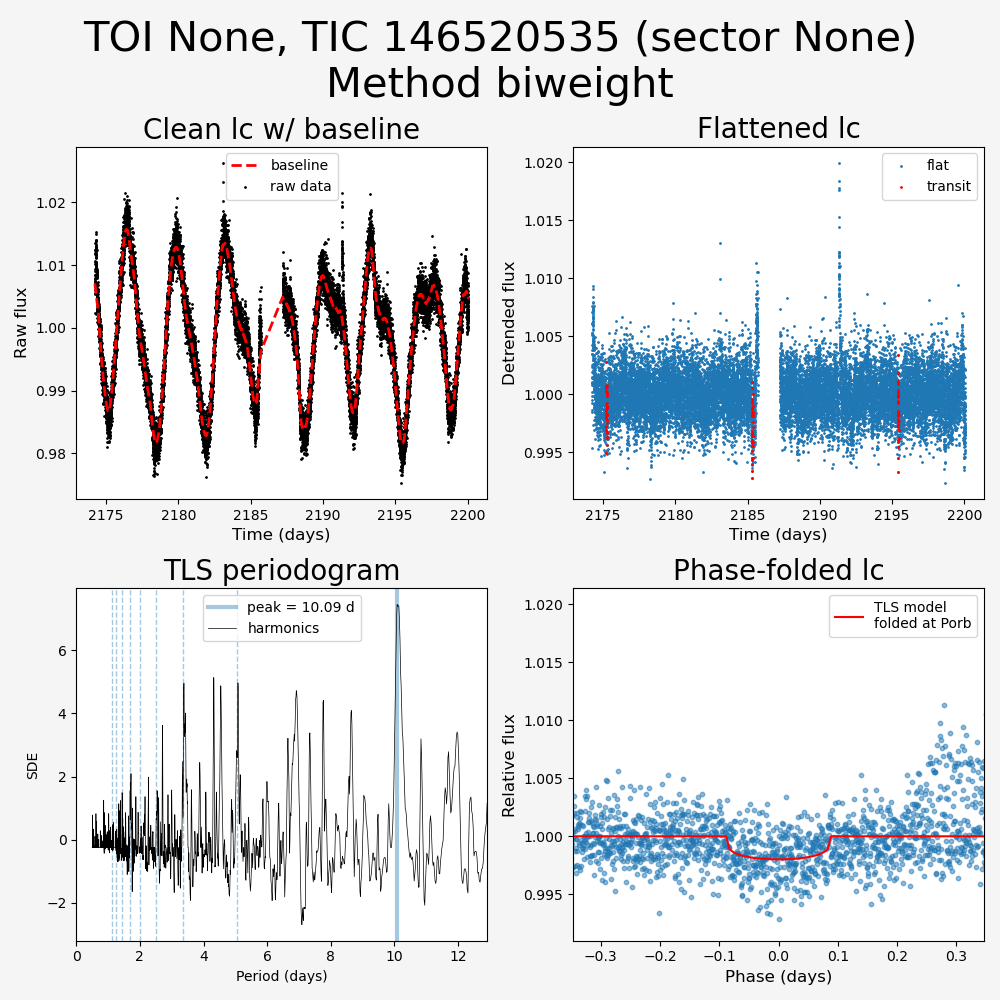 TOI None, TIC 146520535 (sector None)
Method biweight
Clean lc w/ baseline
baseline
raw data
1.02
1.01
1.00
0.99
0.98
Raw flux
2175
2180
2185
2190
2195
2200
Time (days)
Flattened lc
flat
transit
1.020
1.015
1.010
1.005
1.000
0.995
Detrended flux
2175
2180
2185
2190
2195
2200
Time (days)
TLS periodogram
peak = 10.09 d
harmonics
6
4
2
0
−2
SDE
0
2
4
6
8
10
12
Period (days)
Phase-folded lc
TLS model
folded at Porb
1.020
1.015
1.010
1.005
1.000
0.995
Relative flux
−0.3
−0.2
−0.1
0.0
0.1
0.2
0.3
Phase (days)